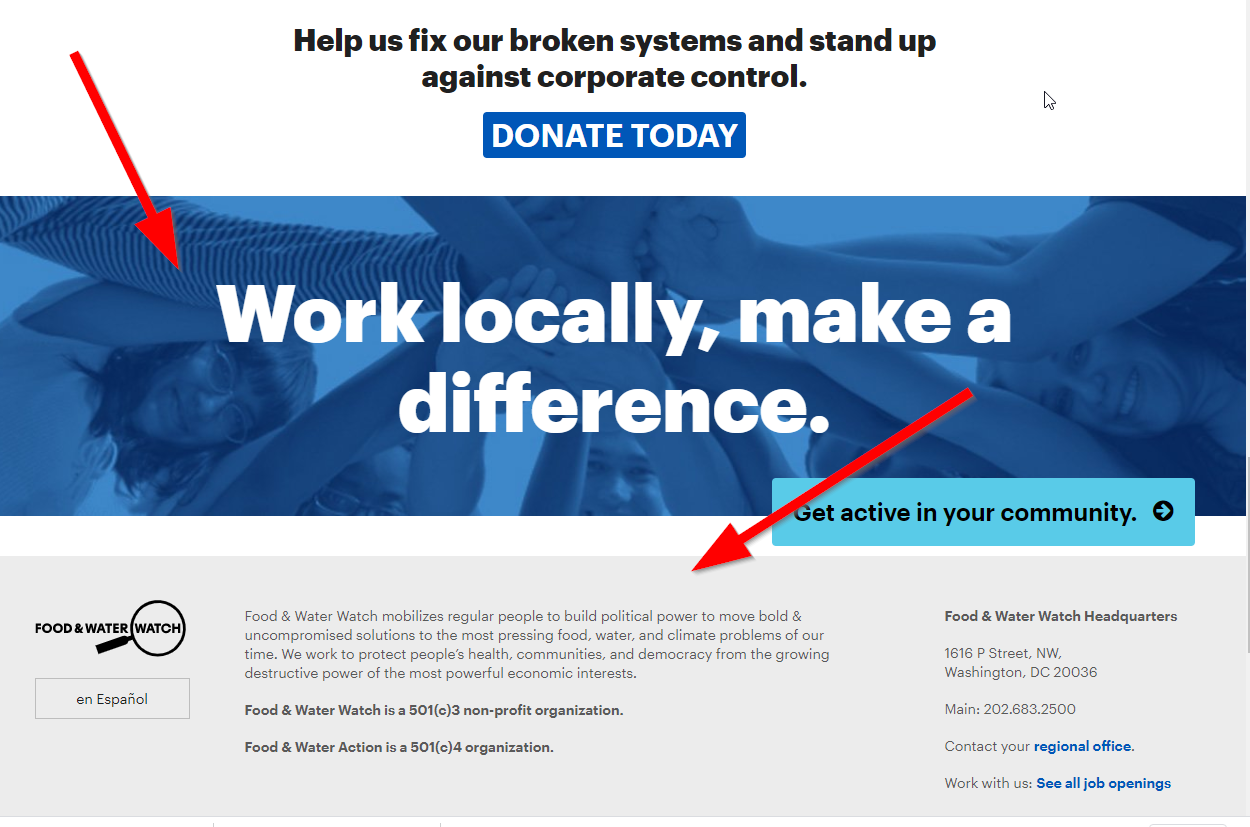 Help us fix our broken systems and stand up
against corporate control.
DONATE TODAY
Work locally, make a
difference.
Get active in your community.
FOOD & WATER WATCH
en Español
Food & Water Watch mobilizes regular people to build political power to move bold &
uncompromised solutions to the most pressing food, water, and climate problems of our
time. We work to protect people’s health, communities, and democracy from the growing
destructive power of the most powerful economic interests.
Food & Water Watch is a 501(c)3 non-profit organization.
Food & Water Action is a 501(c)4 organization.
Food & Water Watch Headquarters
1616 P Street, NW,
Washington, DC 20036
Main: 202.683.2500
Contact your regional office.
Work with us: See all job openings